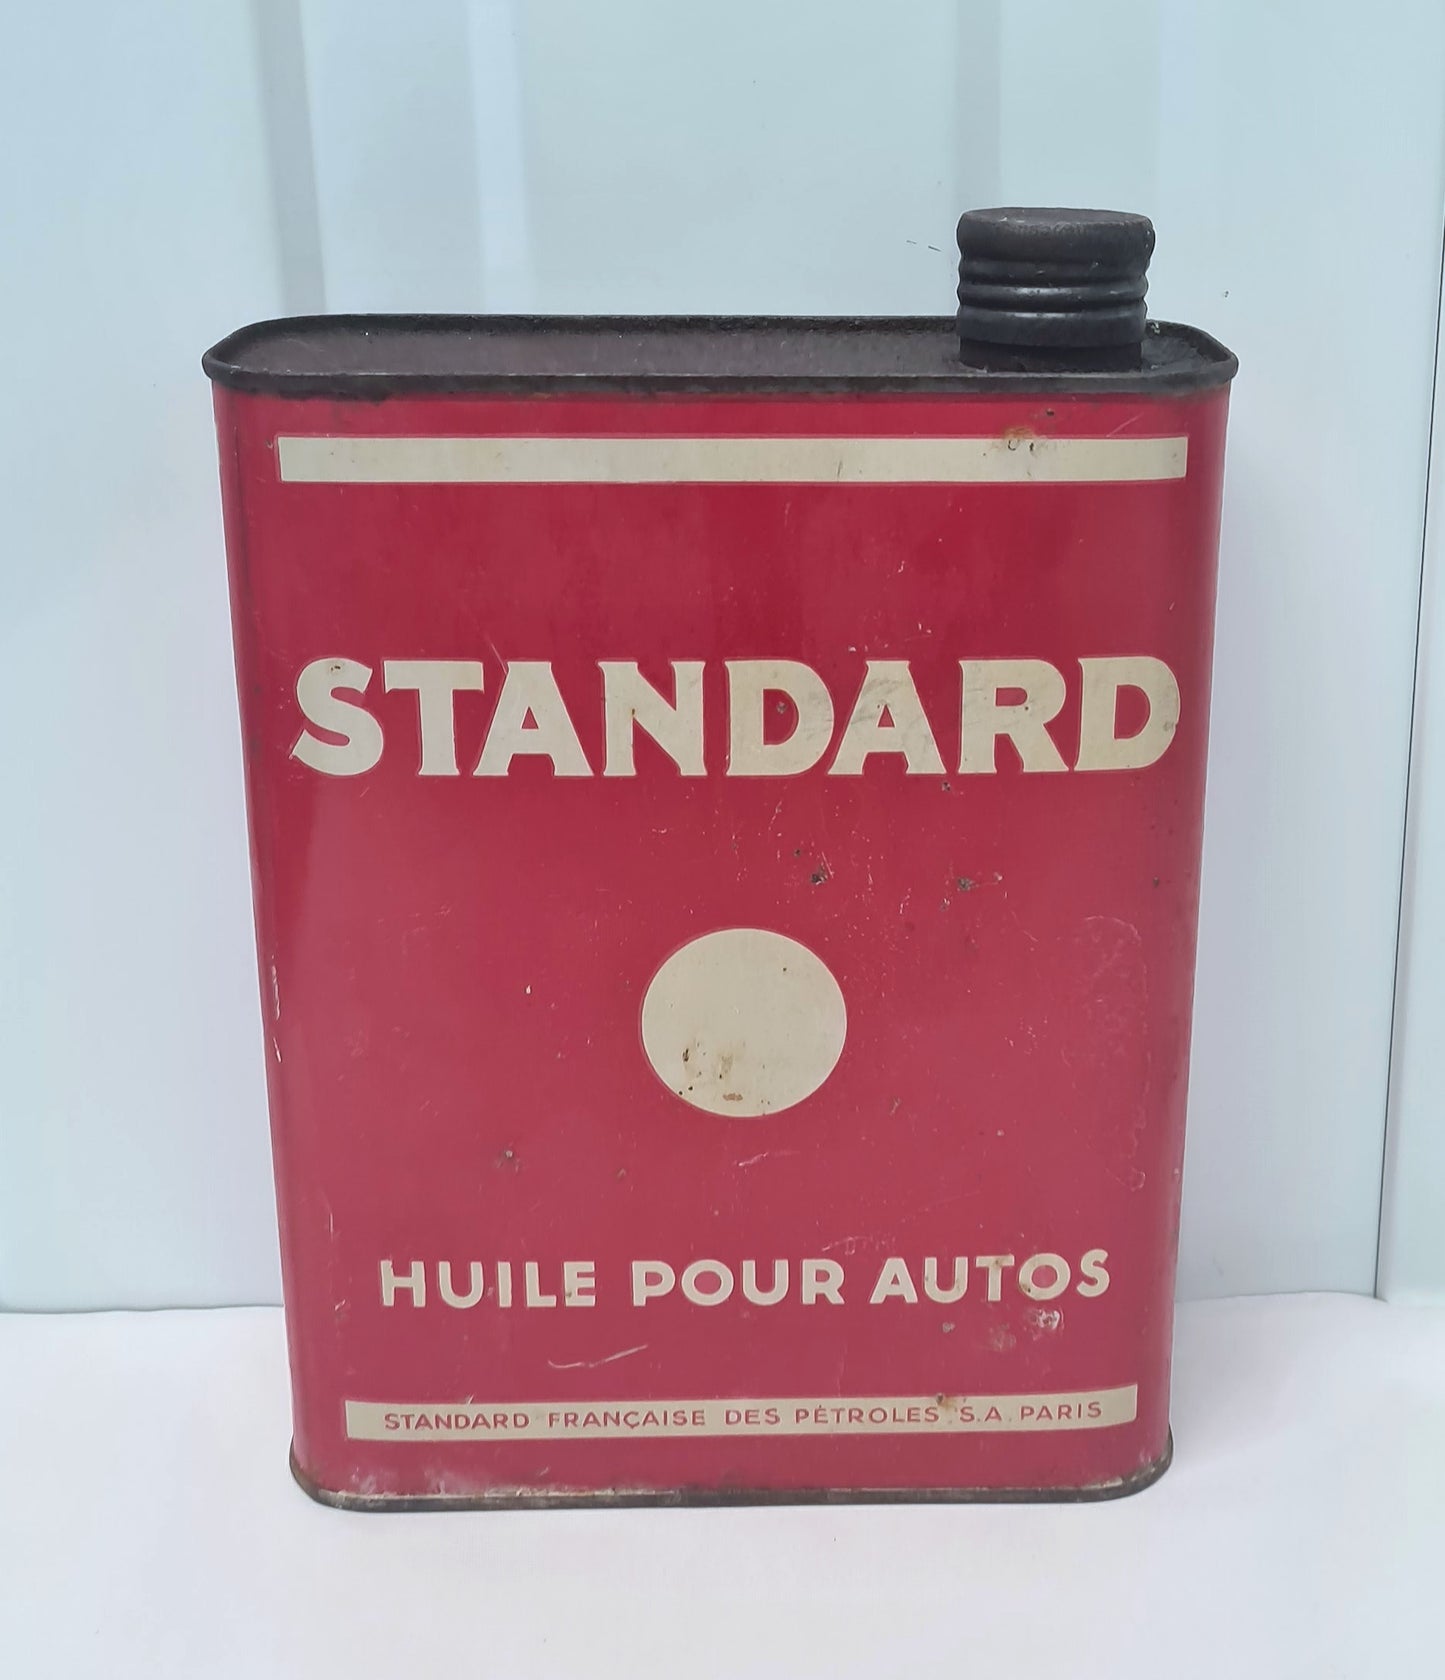 STANDARD
HUILE POUR AUTOS
STANDARD FRANÇAISE DES PÉTROLES S.A. PARIS